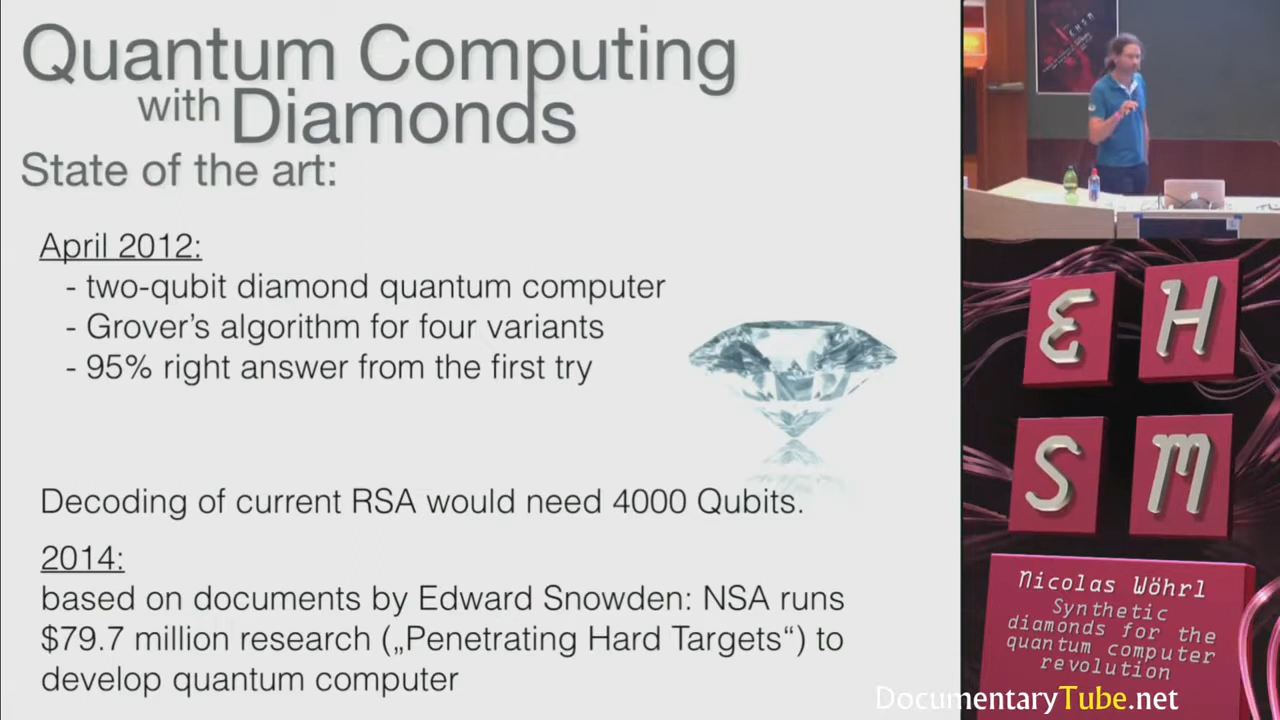 Quantum Computing
with Diamonds
State of the art:
April 2012:
- two-qubit diamond quantum computer
- Grover's algorithm for four variants
- 95% right answer from the first try
Decoding of current RSA would need 4000 Qubits.
2014:
based on documents by Edward Snowden: NSA runs
$79.7 million research („Penetrating Hard Targets“) to
develop quantum computer
E H
S M
Nicolas Wöhrl
Synthetic
diamonds for the
quantum computer
revolution
DocumentaryTube.net